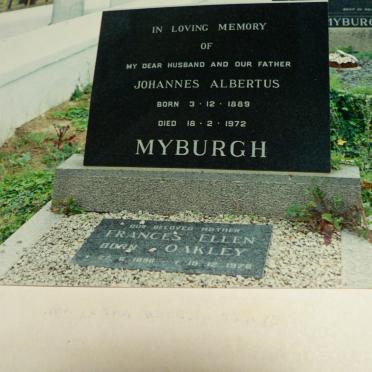 IN LOVING MEMORY
OF
MY DEAR HUSBAND AND OUR FATHER
JOHANNES ALBERTUS
BORN 3 · 12 · 1889
DIED 18 · 2 · 1972
MYBURGH
OUR BELOVED MOTHER
FRANCES ELLEN
BORN OAKLEY
MYBURGH